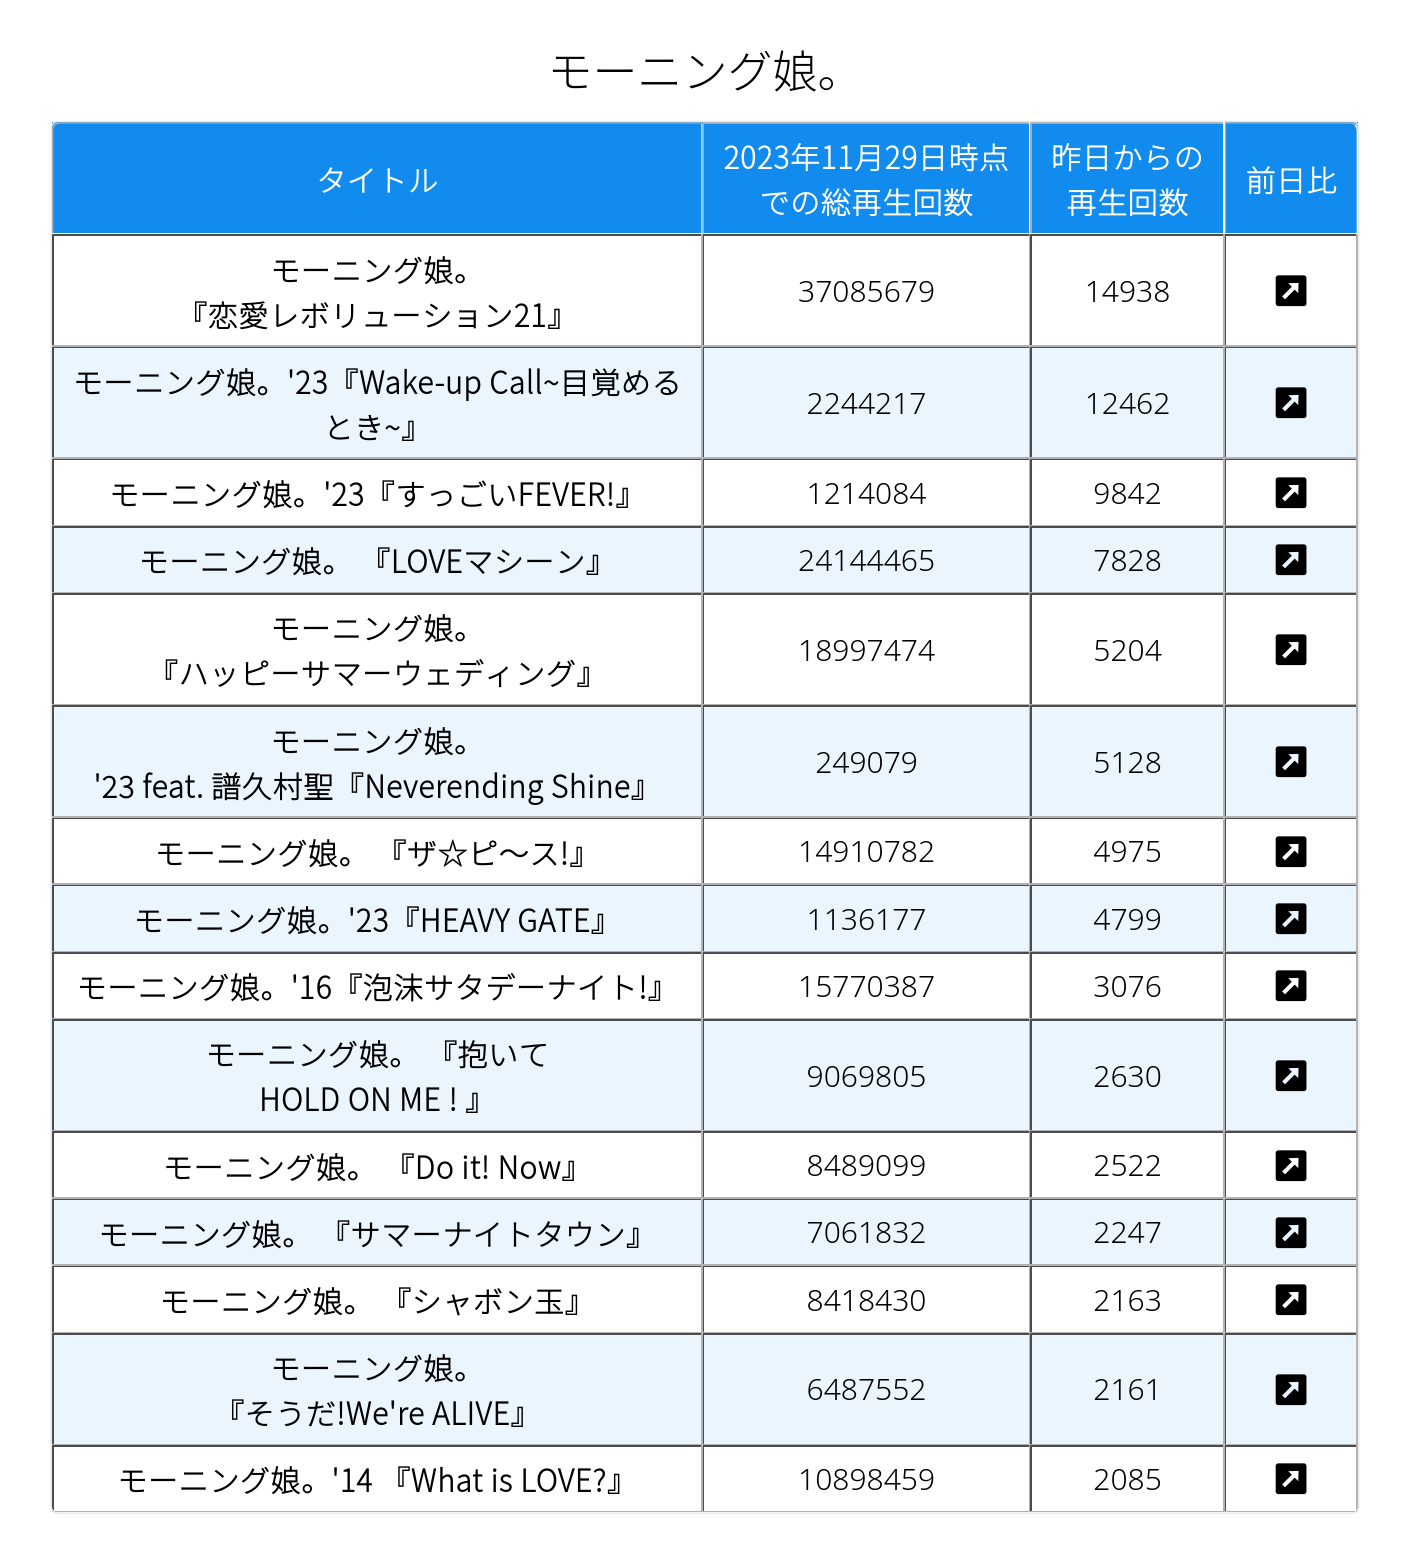 モーニング娘。
タイトル
2023年11月29日時点
での総再生回数
昨日からの
再生回数
前日比
モーニング娘。
『恋愛レボリューション21』
37085679
14938
モーニング娘。'23『Wake-up Call~目覚める
とき~』
2244217
12462
モーニング娘。'23『すっごいFEVER!』
1214084
9842
モーニング娘。 『LOVEマシーン』
24144465
7828
モーニング娘。
『ハッピーサマーウェディング』
18997474
5204
モーニング娘。
'23 feat. 譜久村聖『Neverending Shine』
249079
5128
モーニング娘。 『ザ☆ピ〜ス!』
14910782
4975
モーニング娘。'23『HEAVY GATE』
1136177
4799
モーニング娘。'16『泡沫サタデーナイト!』
15770387
3076
モーニング娘。 『抱いて
HOLD ON ME ! 』
9069805
2630
モーニング娘。 『Do it! Now』
8489099
2522
モーニング娘。 『サマーナイトタウン』
7061832
2247
モーニング娘。 『シャボン玉』
8418430
2163
モーニング娘。
『そうだ!We're ALIVE』
6487552
2161
モーニング娘。'14 『What is LOVE?』
10898459
2085